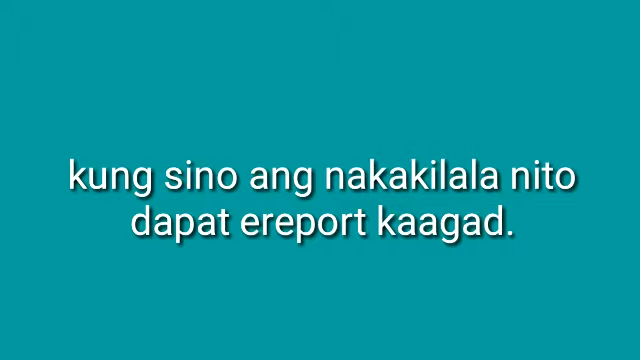 kung sino ang nakakilala nito
dapat ereport kaagad.